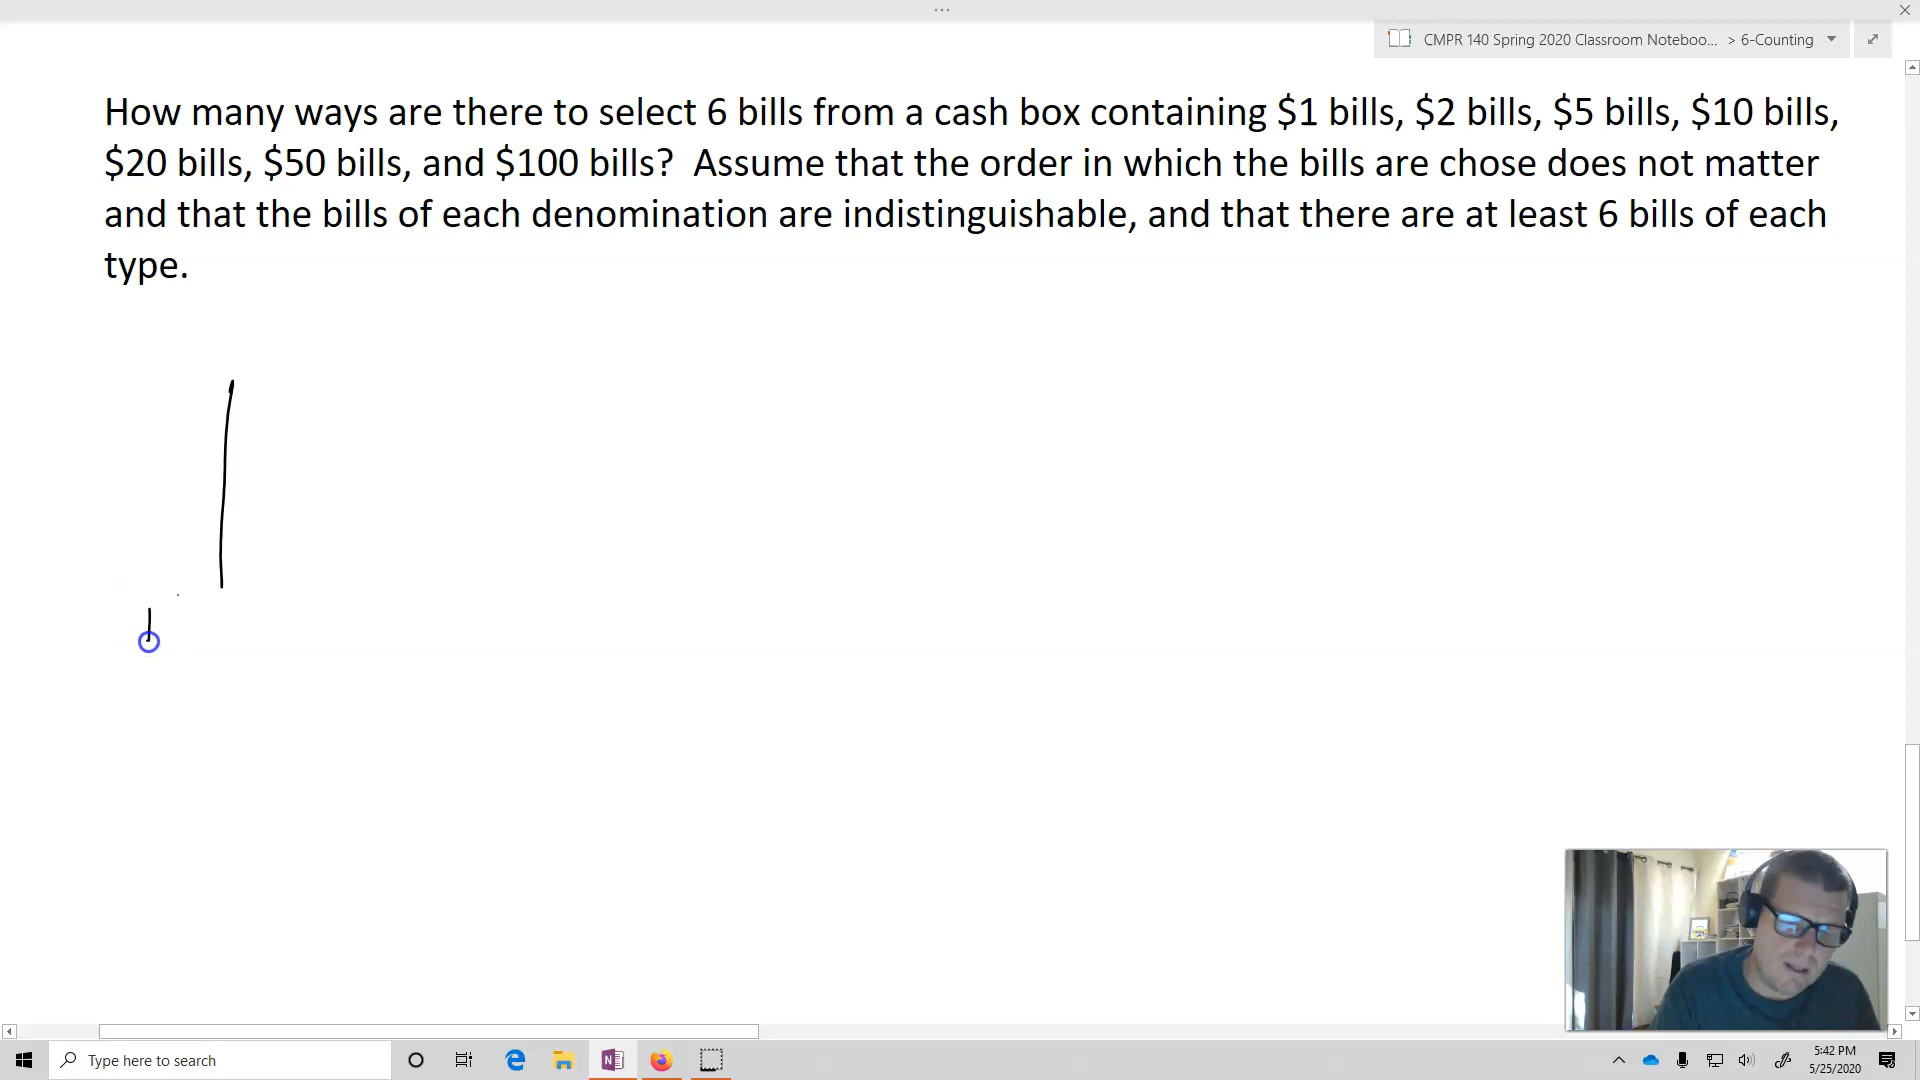 CMPR 140 Spring 2020 Classroom Noteboo... > 6-Counting
How many ways are there to select 6 bills from a cash box containing $1 bills, $2 bills, $5 bills, $10 bills,
$20 bills, $50 bills, and $100 bills?  Assume that the order in which the bills are chose does not matter
and that the bills of each denomination are indistinguishable, and that there are at least 6 bills of each
type.
Type here to search
5:42 PM
5/25/2020